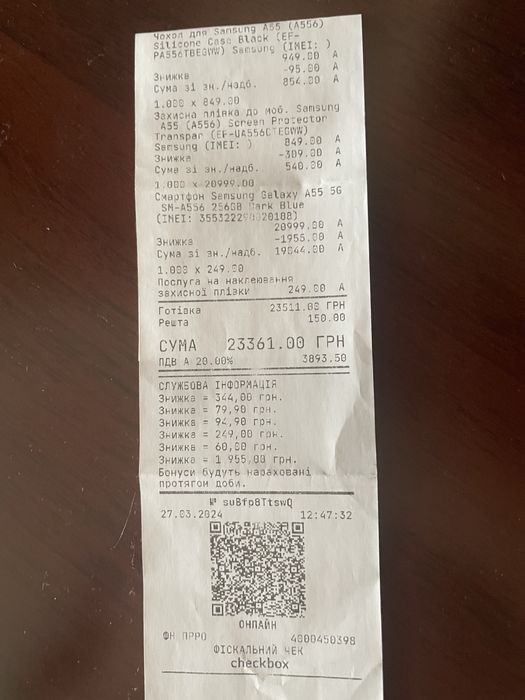 Чохол для Samsung A55 (A556)
Silicone Case Black (EF-
PA556TBEGWW) Samsung (IMEI: )
949.00 А
Знижка -95.00 А
Сума зі зн./надб. 854.00 А
1.000 x 849.00
Захисна плівка до моб. Samsung
A55 (A556) Screen Protector
Transpar (EF-UA556CTEGWW)
Samsung (IMEI: ) 849.00 А
Знижка -309.00 А
Сума зі зн./надб. 540.00 А
1.000 x 20999.00
Смартфон Samsung Galaxy A55 5G
SM-A556 256GB Dark Blue
20999.00 А
Знижка -1955.00 А
Сума зі зн./надб. 19044.00 А
1.000 x 249.00
Послуга на наклеювання
захисної плівки 249.00 А
Готівка 23511.00 ГРН
Решта 150.00
СУМА 23361.00 ГРН
ПДВ А 20.00% 3893.50
СЛУЖБОВА ІНФОРМАЦІЯ
Знижка = 344,00 грн.
Знижка = 79,90 грн.
Знижка = 94,90 грн.
Знижка = 249,00 грн.
Знижка = 60,00 грн.
Знижка = 1 955,00 грн.
Бонуси будуть нараховані
протягом доби.
№ suBfp8TtswQ
27.03.2024 12:47:32
ОНЛАЙН
ФН ПРРО 4000450398
ФІСКАЛЬНИЙ ЧЕК
checkbox